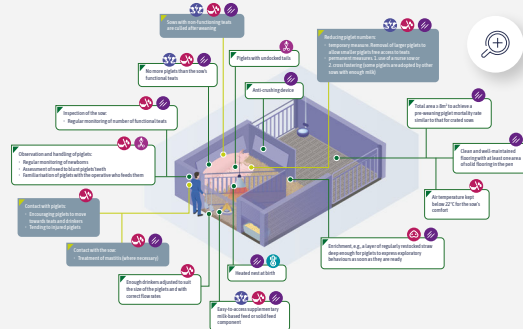 Sows with non-functioning teats
are culled after weaning
Reducing piglet numbers:
- temporary measure. Removal of larger piglets
to allow smaller piglets free access to teats
- permanent measures: 1. use of a nurse sow or
2. cross fostering (some piglets are adopted by other
sows with enough milk)
Piglets with undocked tails
No more piglets than the sow's
functional teats
Anti-crushing device
Inspection of the sow:
- Regular monitoring of number of functional teats
Total area ≥ 8m² to achieve a
pre-weaning piglet mortality rate
similar to that for crated sows
Observation and handling of piglets:
- Regular monitoring of newborns
- Assessment of need to blunt piglets' teeth
- Familiarisation of piglets with the operative who feeds them
Clean and well-maintained
flooring with at least one area
of solid flooring in the pen
Contact with piglets:
- Encouraging piglets to move
towards teats and drinkers
- Tending to injured piglets
Air temperature kept
below 22°C for the sow's
comfort
Contact with the sow:
- Treatment of mastitis (where necessary)
Enrichment, e.g., a layer of regularly restocked straw
deep enough for piglets to express exploratory
behaviours as soon as they are ready
Heated nest at birth
Enough drinkers adjusted to suit
the size of the piglets and with
correct flow rates
Easy-to-access supplementary
milk-based feed or solid feed
component